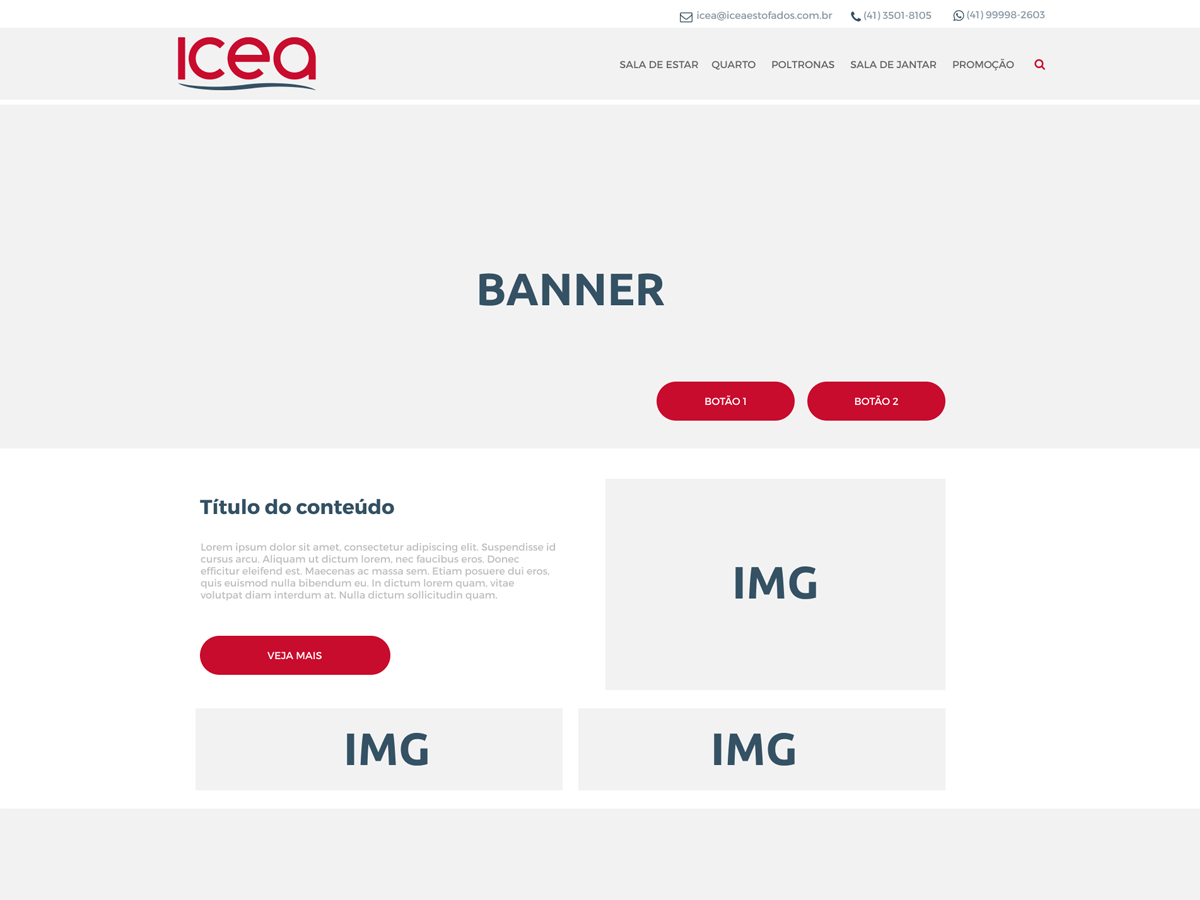 icea@iceaestofados.com.br (41) 3501-8105 (41) 99998-2603
Icea
SALA DE ESTAR QUARTO POLTRONAS SALA DE JANTAR PROMOÇÃO
BANNER
BOTÃO 1 BOTÃO 2
Título do conteúdo
Lorem ipsum dolor sit amet, consectetur adipiscing elit. Suspendisse id
cursus arcu. Aliquam ut dictum lorem, nec faucibus eros. Donec
efficitur eleifend est. Maecenas ac massa sem. Etiam posuere dui eros,
quis euismod nulla bibendum eu. In dictum lorem quam, vitae
volutpat diam interdum at. Nulla dictum sollicitudin quam.
VEJA MAIS
IMG
IMG IMG